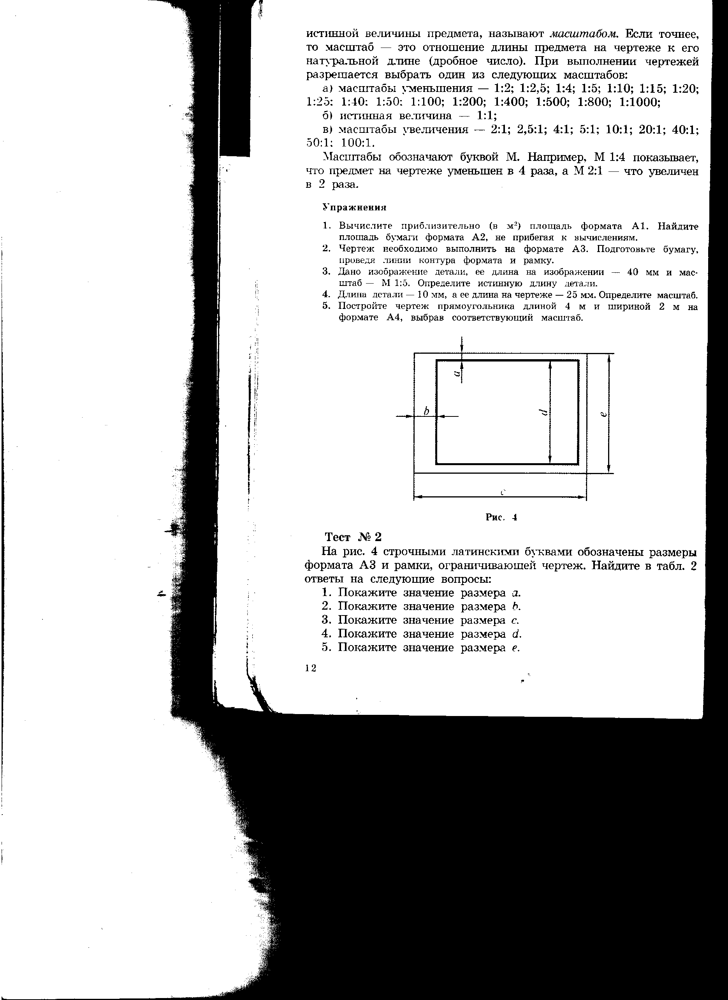 истинной величины предмета, называют масштабом. Если точнее,
то масштаб — это отношение длины предмета на чертеже к его
натуральной длине (дробное число). При выполнении чертежей
разрешается выбрать один из следующих масштабов:
а) масштабы уменьшения — 1:2; 1:2,5; 1:4; 1:5; 1:10; 1:15; 1:20;
1:25; 1:40; 1:50; 1:100; 1:200; 1:400; 1:500; 1:800; 1:1000;
б) истинная величина — 1:1;
в) масштабы увеличения — 2:1; 2,5:1; 4:1; 5:1; 10:1; 20:1; 40:1;
50:1; 100:1.
Масштабы обозначают буквой М. Например, М 1:4 показывает,
что предмет на чертеже уменьшен в 4 раза, а М 2:1 — что увеличен
в 2 раза.
Упражнения
1. Вычислите приблизительно (в м²) площадь формата А1. Найдите
площадь бумаги формата А2, не прибегая к вычислениям.
2. Чертеж необходимо выполнить на формате А3. Подготовьте бумагу,
проведя линии контура формата и рамку.
3. Дано изображение детали, ее длина на изображении — 40 мм и мас-
штаб — М 1:5. Определите истинную длину детали.
4. Длина детали — 10 мм, а ее длина на чертеже — 25 мм. Определите масштаб.
5. Постройте чертеж прямоугольника длиной 4 м и шириной 2 м на
формате А4, выбрав соответствующий масштаб.
a
b
d
e
c
Рис. 4
Тест № 2
На рис. 4 строчными латинскими буквами обозначены размеры
формата А3 и рамки, ограничивающей чертеж. Найдите в табл. 2
ответы на следующие вопросы:
1. Покажите значение размера a.
2. Покажите значение размера b.
3. Покажите значение размера c.
4. Покажите значение размера d.
5. Покажите значение размера e.
12